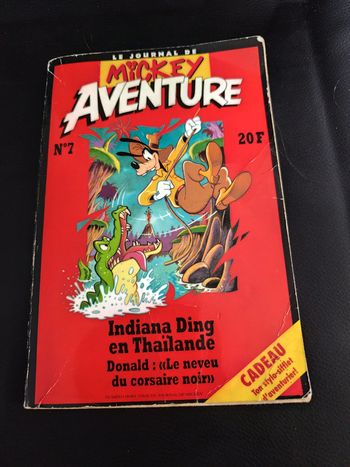 LE JOURNAL DE
MICKEY
AVENTURE
N°7
20F
Indiana Ding
en Thaïlande
Donald : «Le neveu
du corsaire noir»
CADEAU
Ton stylo-sifflet
d'aventurier!